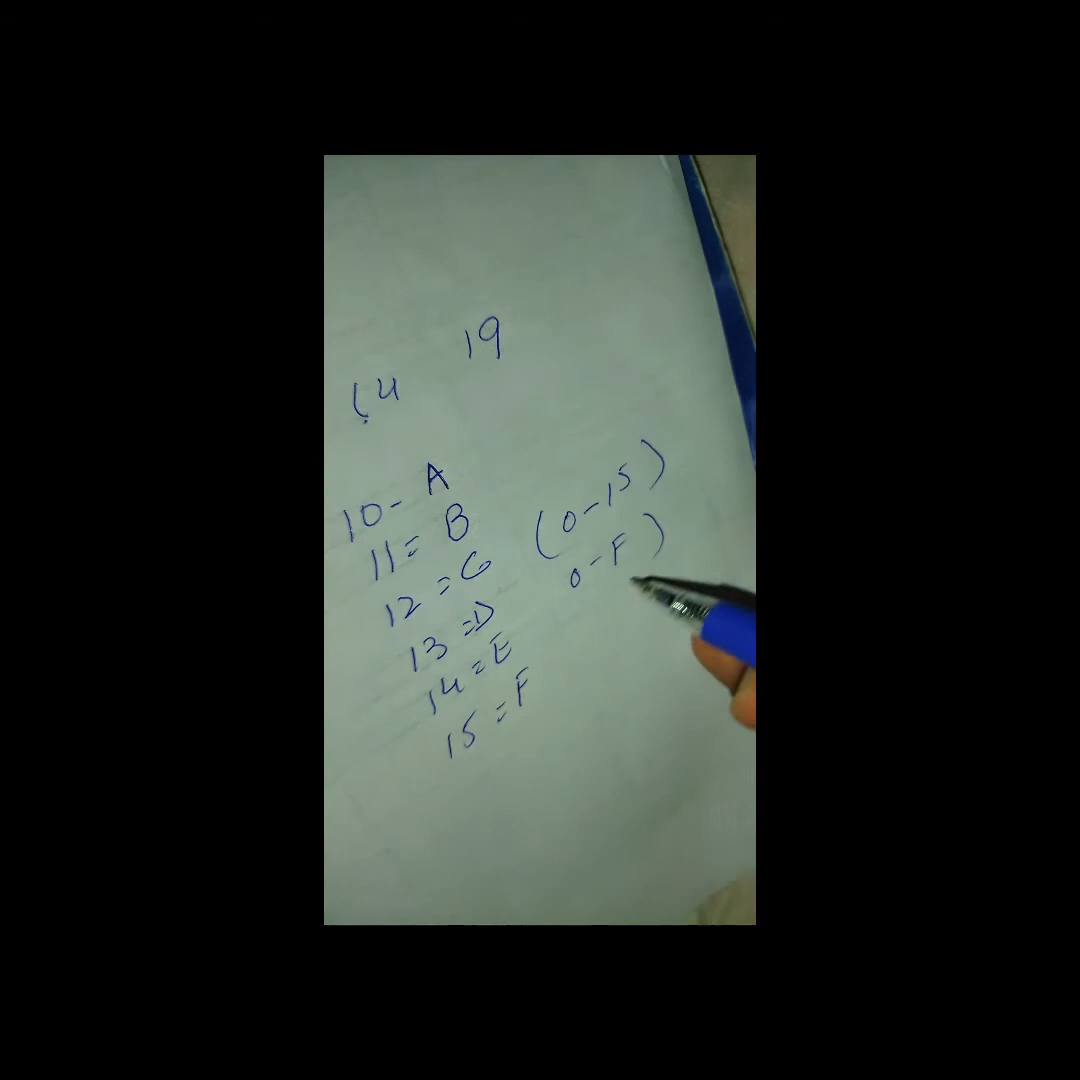 19
14
10- A
11= B
12 =C
13 =D
14 = E
15 = F
(0-15)
0-F)